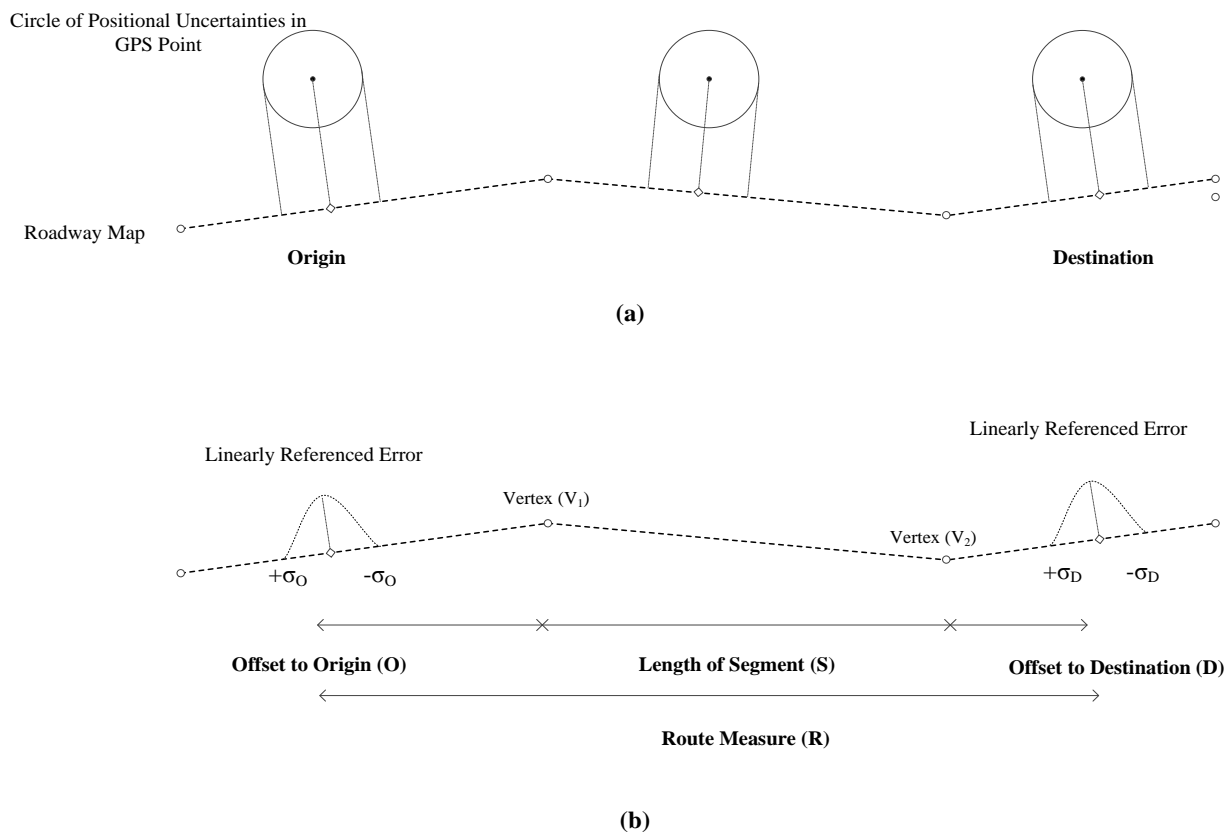 Circle of Positional Uncertainties in
GPS Point
Roadway Map
Origin
Destination
(a)
Linearly Referenced Error
Linearly Referenced Error
Vertex (V₁)
Vertex (V₂)
+σO
-σO
+σD
-σD
Offset to Origin (O)
Length of Segment (S)
Offset to Destination (D)
Route Measure (R)
(b)